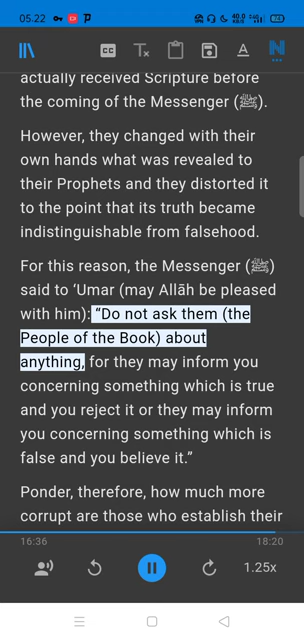 05.22
40.0
KB/S
72
CC
actually received Scripture before
the coming of the Messenger (ﷺ).
However, they changed with their
own hands what was revealed to
their Prophets and they distorted it
to the point that its truth became
indistinguishable from falsehood.
For this reason, the Messenger (ﷺ)
said to ‘Umar (may Allāh be pleased
with him): “Do not ask them (the
People of the Book) about
anything, for they may inform you
concerning something which is true
and you reject it or they may inform
you concerning something which is
false and you believe it.”
Ponder, therefore, how much more
corrupt are those who establish their
16:36
18:20
1.25x